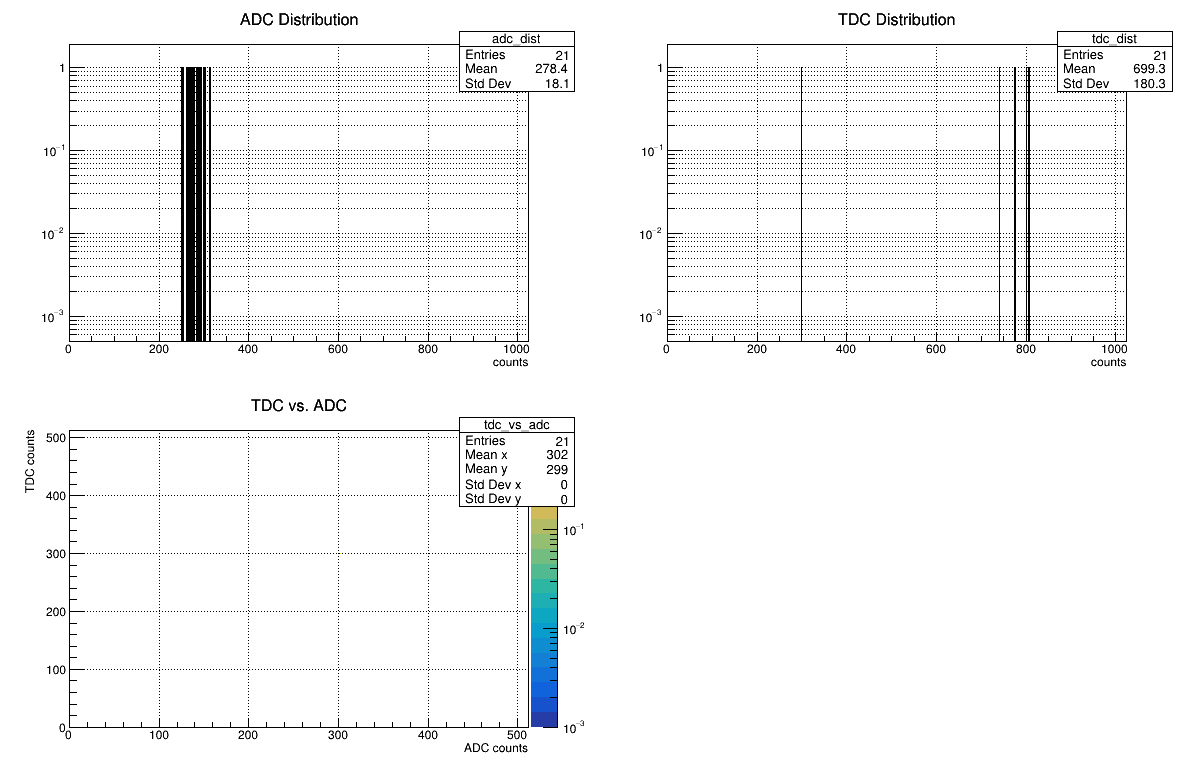 ADC Distribution
adc_dist
Entries 21
Mean 278.4
Std Dev 18.1
1
10⁻¹
10⁻²
10⁻³
0 200 400 600 800 1000
counts
TDC Distribution
tdc_dist
Entries 21
Mean 699.3
Std Dev 180.3
1
10⁻¹
10⁻²
10⁻³
0 200 400 600 800 1000
counts
TDC vs. ADC
tdc_vs_adc
Entries 21
Mean x 302
Mean y 299
Std Dev x 0
Std Dev y 0
TDC counts
500
400
300
200
100
0
0 100 200 300 400 500
ADC counts
10⁻¹
10⁻²
10⁻³